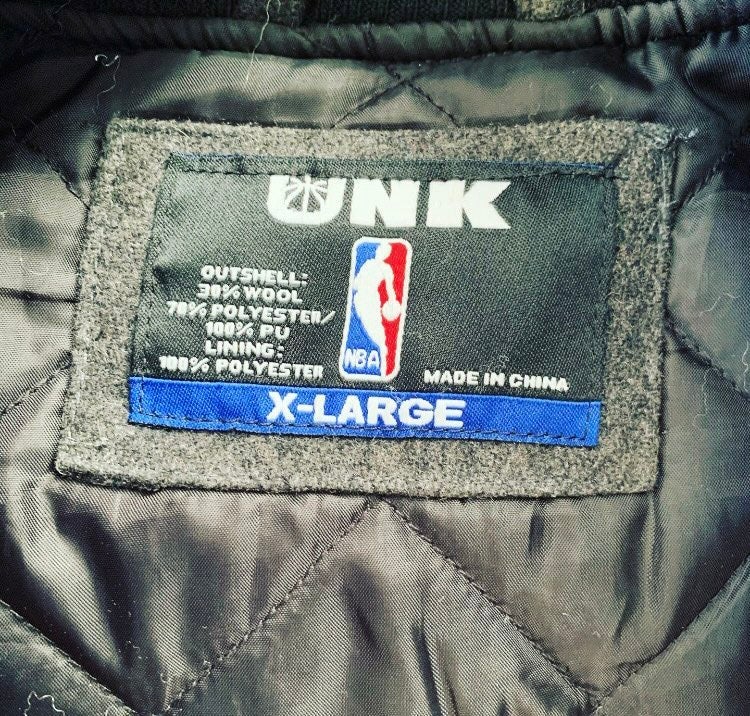 UNK
OUTSHELL:
30% WOOL
70% POLYESTER/
100% PU
LINING:
100% POLYESTER
NBA
MADE IN CHINA
X-LARGE